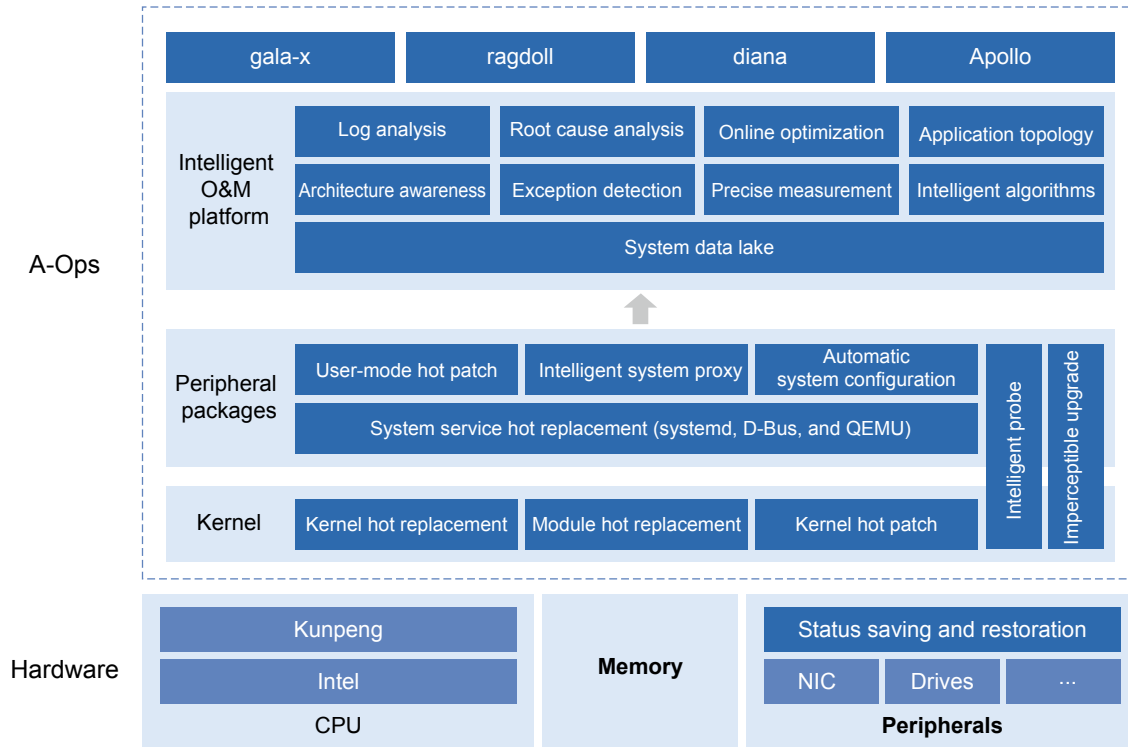 gala-x
ragdoll
diana
Apollo
A-Ops
Intelligent
O&M
platform
Log analysis
Root cause analysis
Online optimization
Application topology
Architecture awareness
Exception detection
Precise measurement
Intelligent algorithms
System data lake
Peripheral
packages
User-mode hot patch
Intelligent system proxy
Automatic
system configuration
System service hot replacement (systemd, D-Bus, and QEMU)
Intelligent probe
Imperceptible upgrade
Kernel
Kernel hot replacement
Module hot replacement
Kernel hot patch
Hardware
Kunpeng
Intel
CPU
Memory
Status saving and restoration
NIC
Drives
...
Peripherals